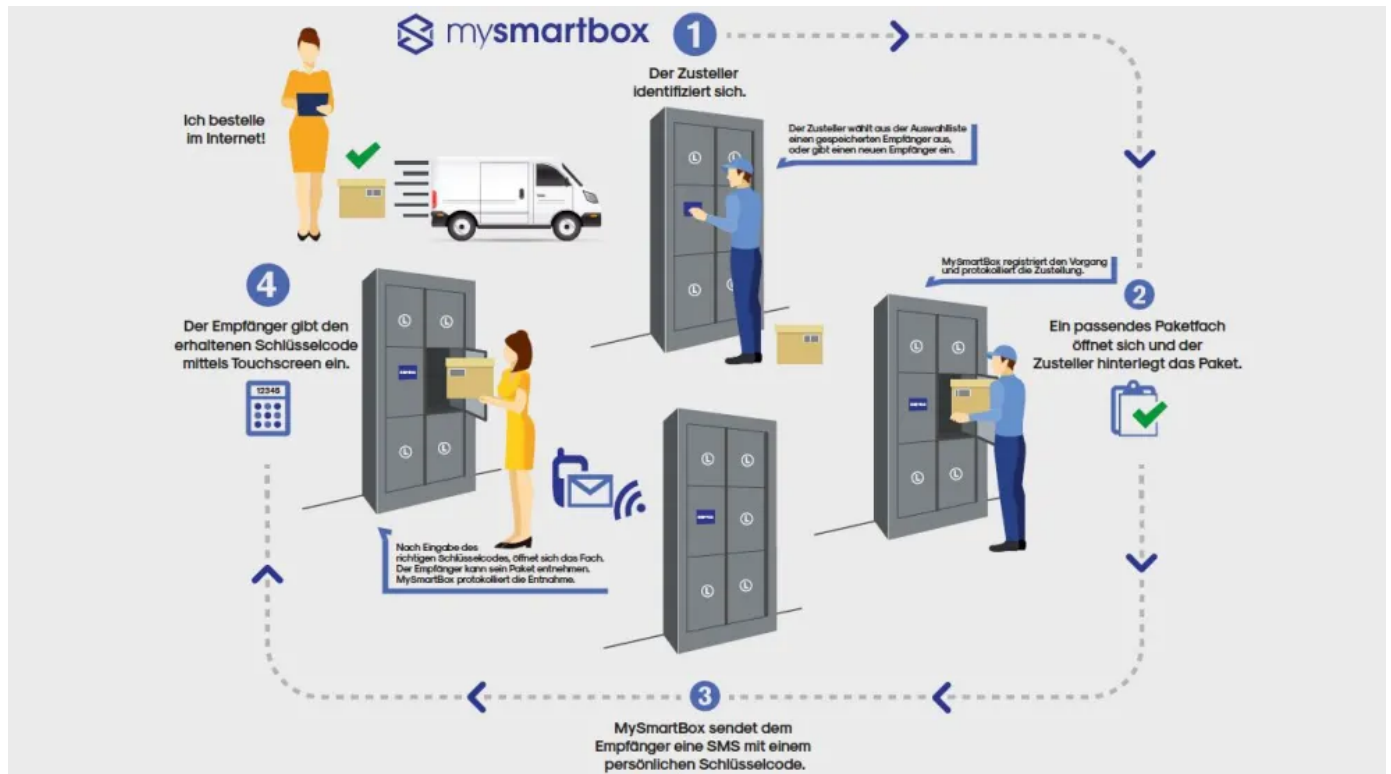 mysmartbox
Ich bestelle
im Internet!
1
Der Zusteller
identifiziert sich.
Der Zusteller wählt aus der Auswahlliste
einen gespeicherten Empfänger aus,
oder gibt einen neuen Empfänger ein.
MySmartBox registriert den Vorgang
und protokolliert die Zustellung.
2
Ein passendes Paketfach
öffnet sich und der
Zusteller hinterlegt das Paket.
3
MySmartBox sendet dem
Empfänger eine SMS mit einem
persönlichen Schlüsselcode.
4
Der Empfänger gibt den
erhaltenen Schlüsselcode
mittels Touchscreen ein.
12345
Nach Eingabe des
richtigen Schlüsselcodes, öffnet sich das Fach.
Der Empfänger kann sein Paket entnehmen.
MySmartBox protokolliert die Entnahme.